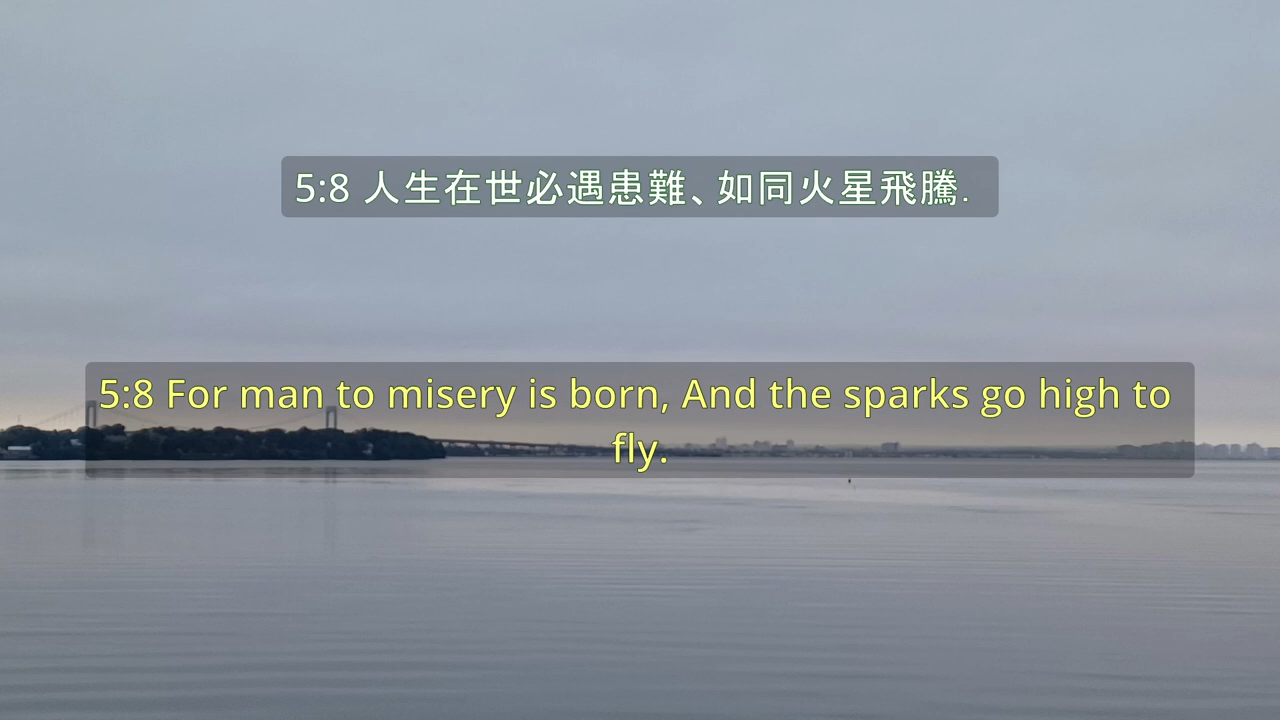 5:8 人生在世必遇患難、如同火星飛騰.
5:8 For man to misery is born, And the sparks go high to
fly.